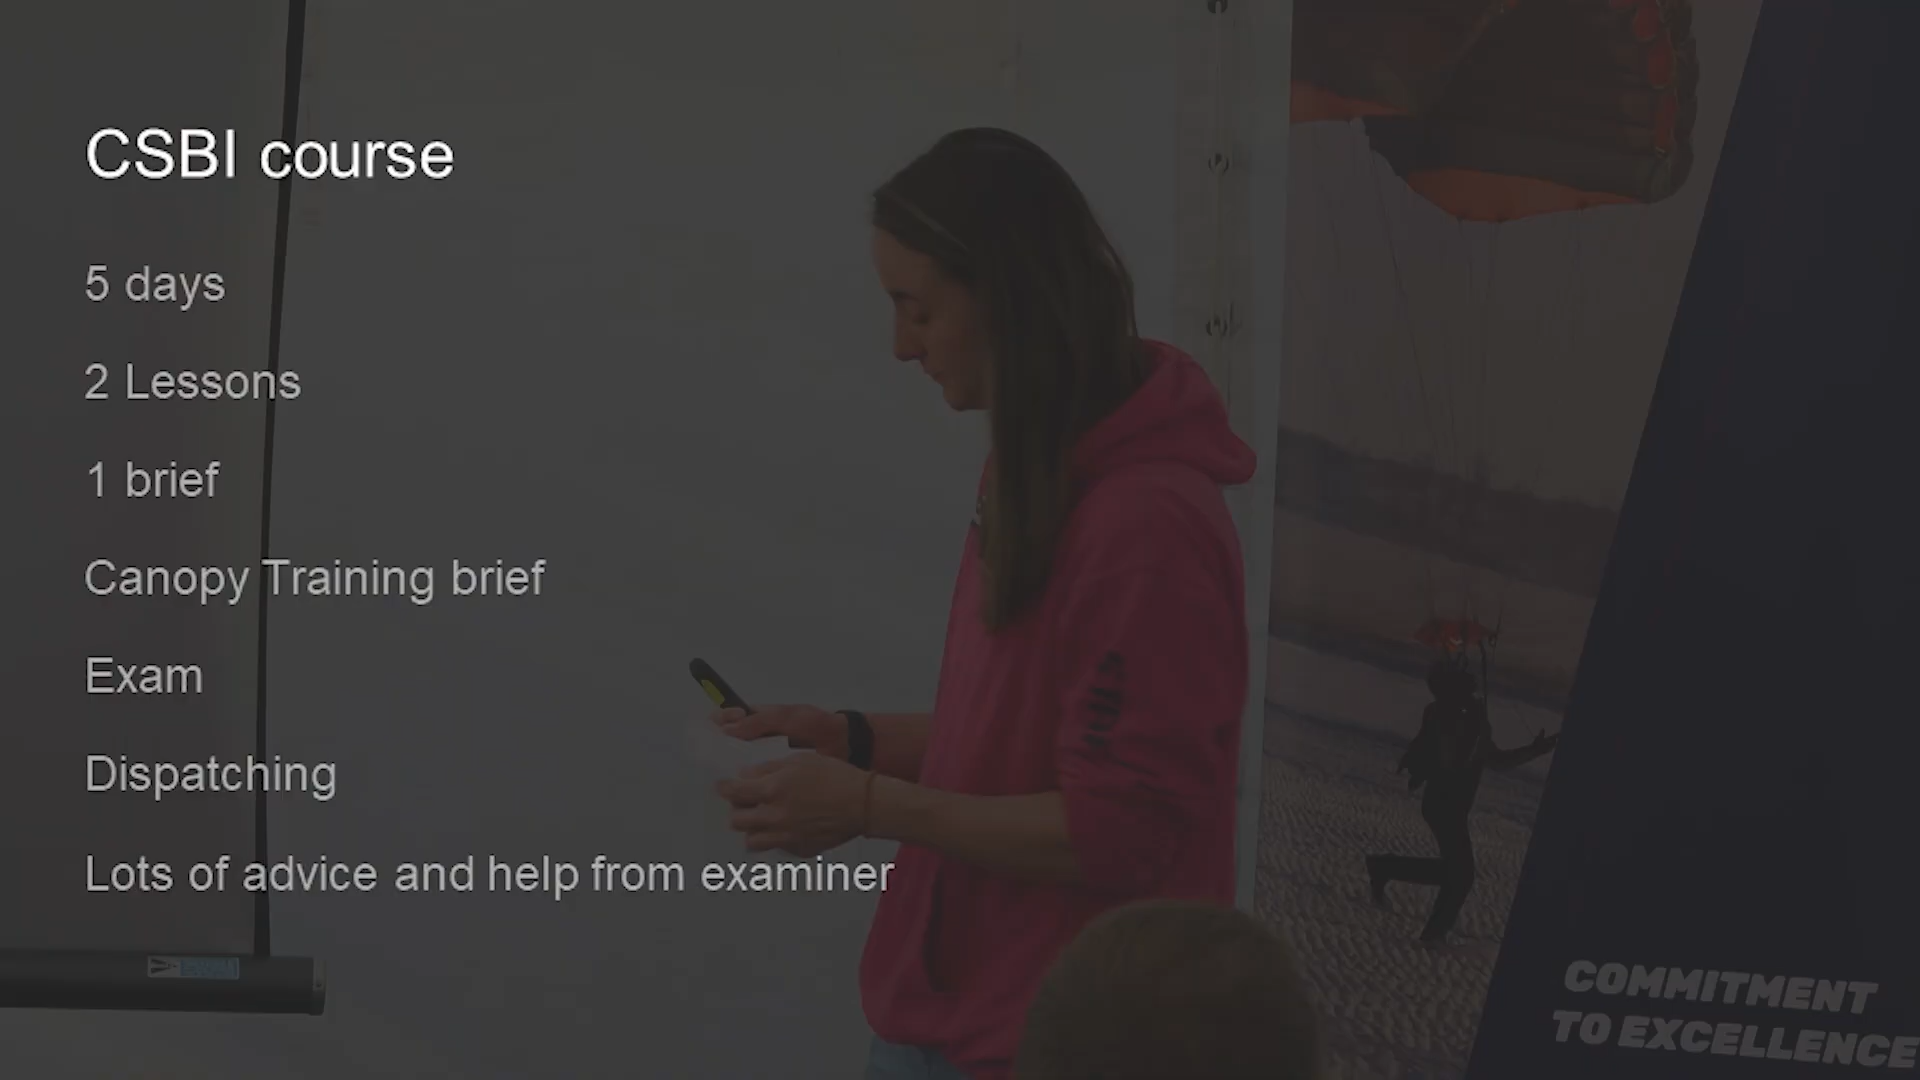 CSBI course
5 days
2 Lessons
1 brief
Canopy Training brief
Exam
Dispatching
Lots of advice and help from examiner
COMMITMENT
TO EXCELLENCE